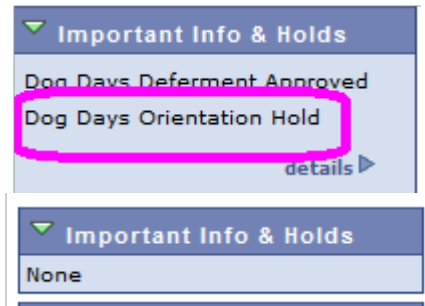 Important Info & Holds
Dog Days Deferment Approved
Dog Days Orientation Hold
details
Important Info & Holds
None